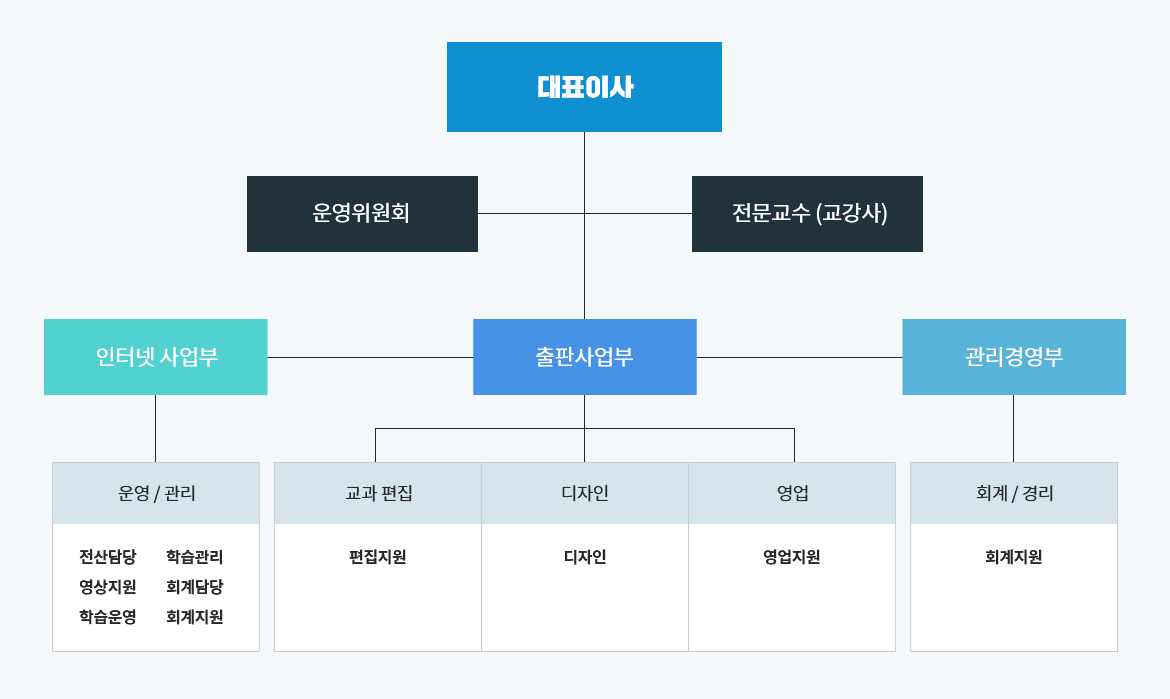 대표이사
운영위원회
전문교수 (교강사)
인터넷 사업부
출판사업부
관리경영부
운영 / 관리
교과 편집
디자인
영업
회계 / 경리
전산담당 학습관리
영상지원 회계담당
학습운영 회계지원
편집지원
디자인
영업지원
회계지원